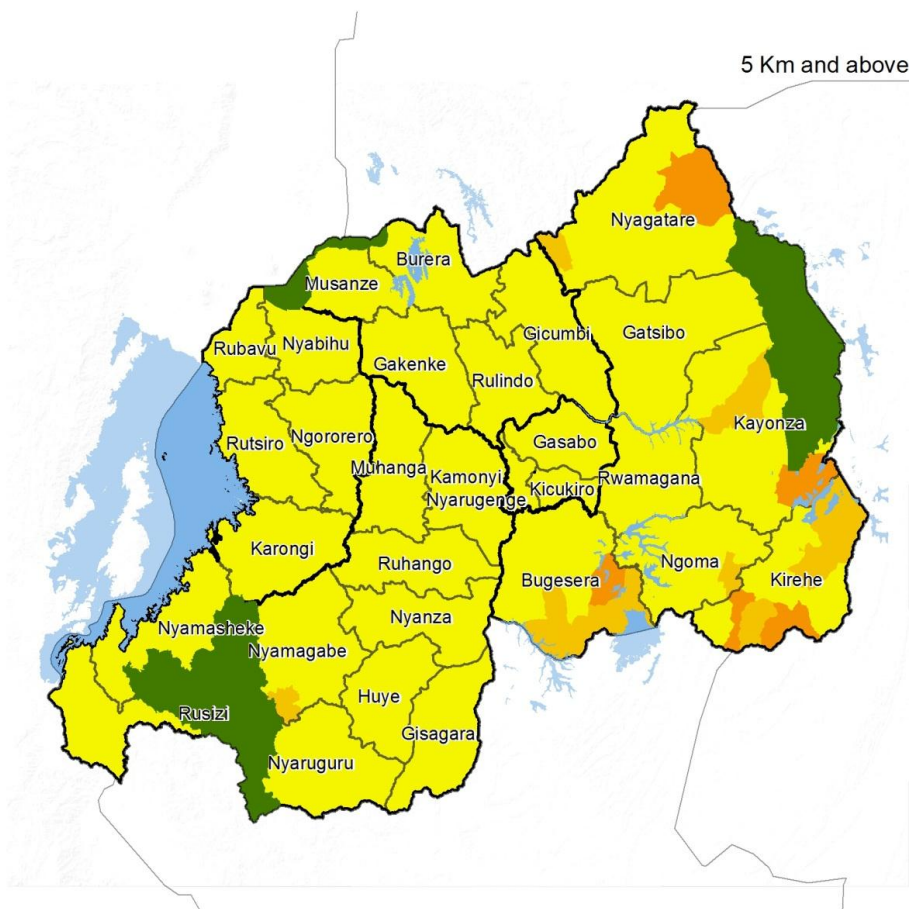 5 Km and above
Nyagatare
Burera
Musanze
Gicumbi
Gatsibo
Rubavu
Nyabihu
Gakenke
Rulindo
Kayonza
Rutsiro
Ngororero
Gasabo
Muhanga
Kamonyi
Rwamagana
Nyarugenge
Kicukiro
Karongi
Ruhango
Bugesera
Ngoma
Kirehe
Nyanza
Nyamasheke
Nyamagabe
Huye
Rusizi
Gisagara
Nyaruguru